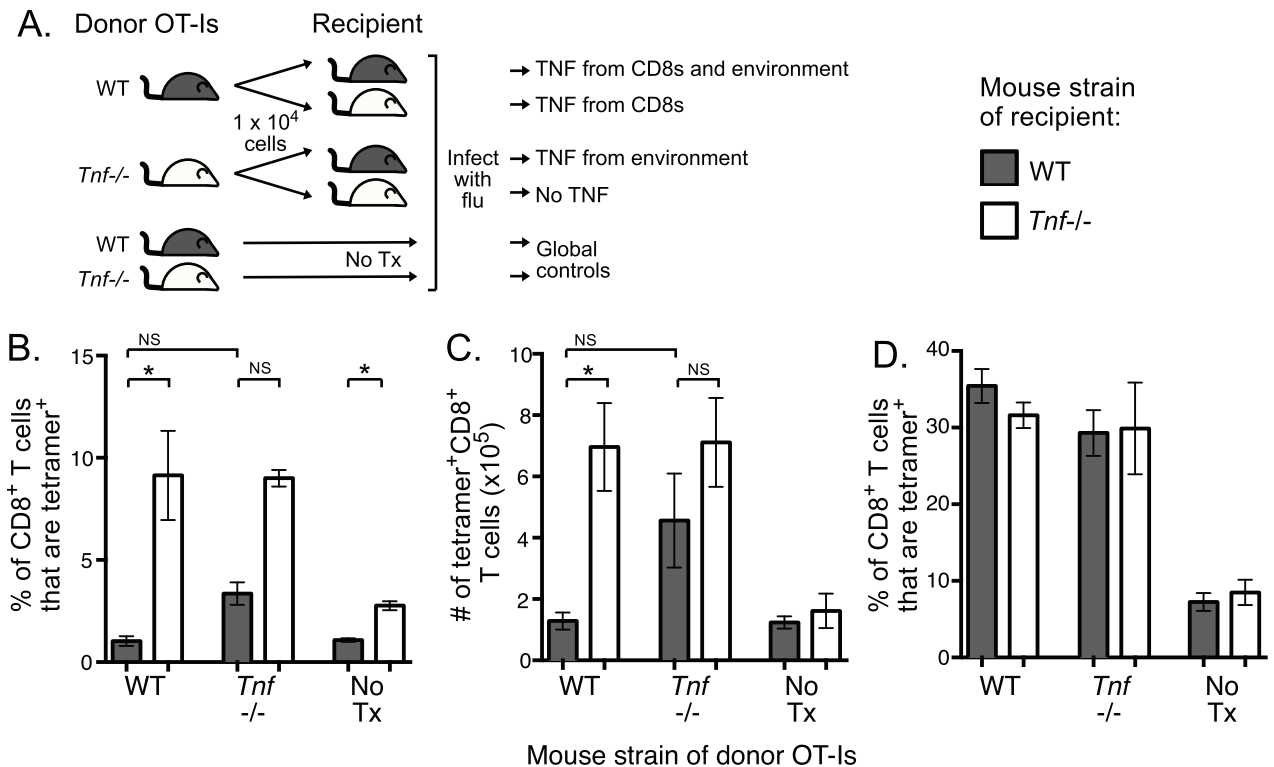 A.
Donor OT-Is
Recipient
WT
1 x 10⁴
cells
Tnf-/-
WT
Tnf-/-
No Tx
Infect
with
flu
TNF from CD8s and environment
TNF from CD8s
TNF from environment
No TNF
Global
controls
Mouse strain
of recipient:
WT
Tnf-/-
B.
% of CD8⁺ T cells
that are tetramer⁺
15
10
5
0
NS
*
NS
*
WT
Tnf
-/-
No
Tx
C.
# of tetramer⁺CD8⁺
T cells (x10⁵)
10
8
6
4
2
0
NS
*
NS
WT
Tnf
-/-
No
Tx
D.
% of CD8⁺ T cells
that are tetramer⁺
40
30
20
10
0
WT
Tnf
-/-
No
Tx
Mouse strain of donor OT-Is